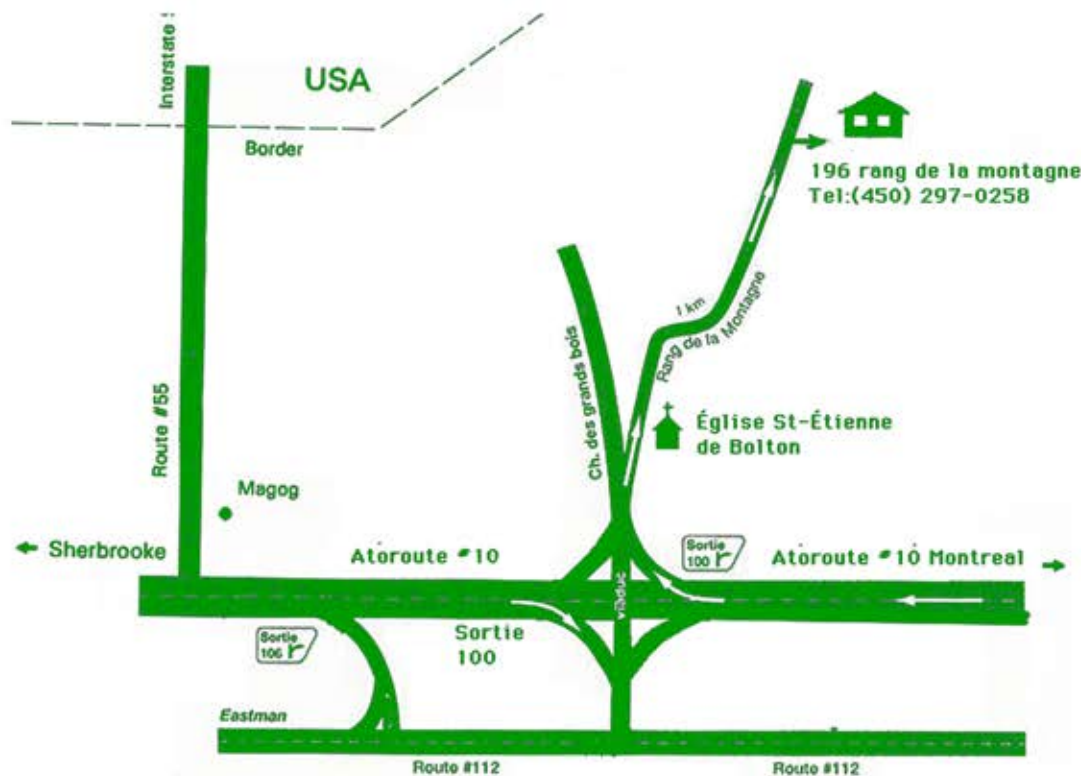 Interstate
USA
Border
196 rang de la montagne
Tel:(450) 297-0258
1 km
Rang de la Montagne
Ch. des grands bois
Route #55
Église St-Étienne
de Bolton
Magog
Sherbrooke
Atoroute #10
Sortie
100
Atoroute #10 Montreal
viaduc
Sortie
106
Sortie
100
Eastman
Route #112
Route #112